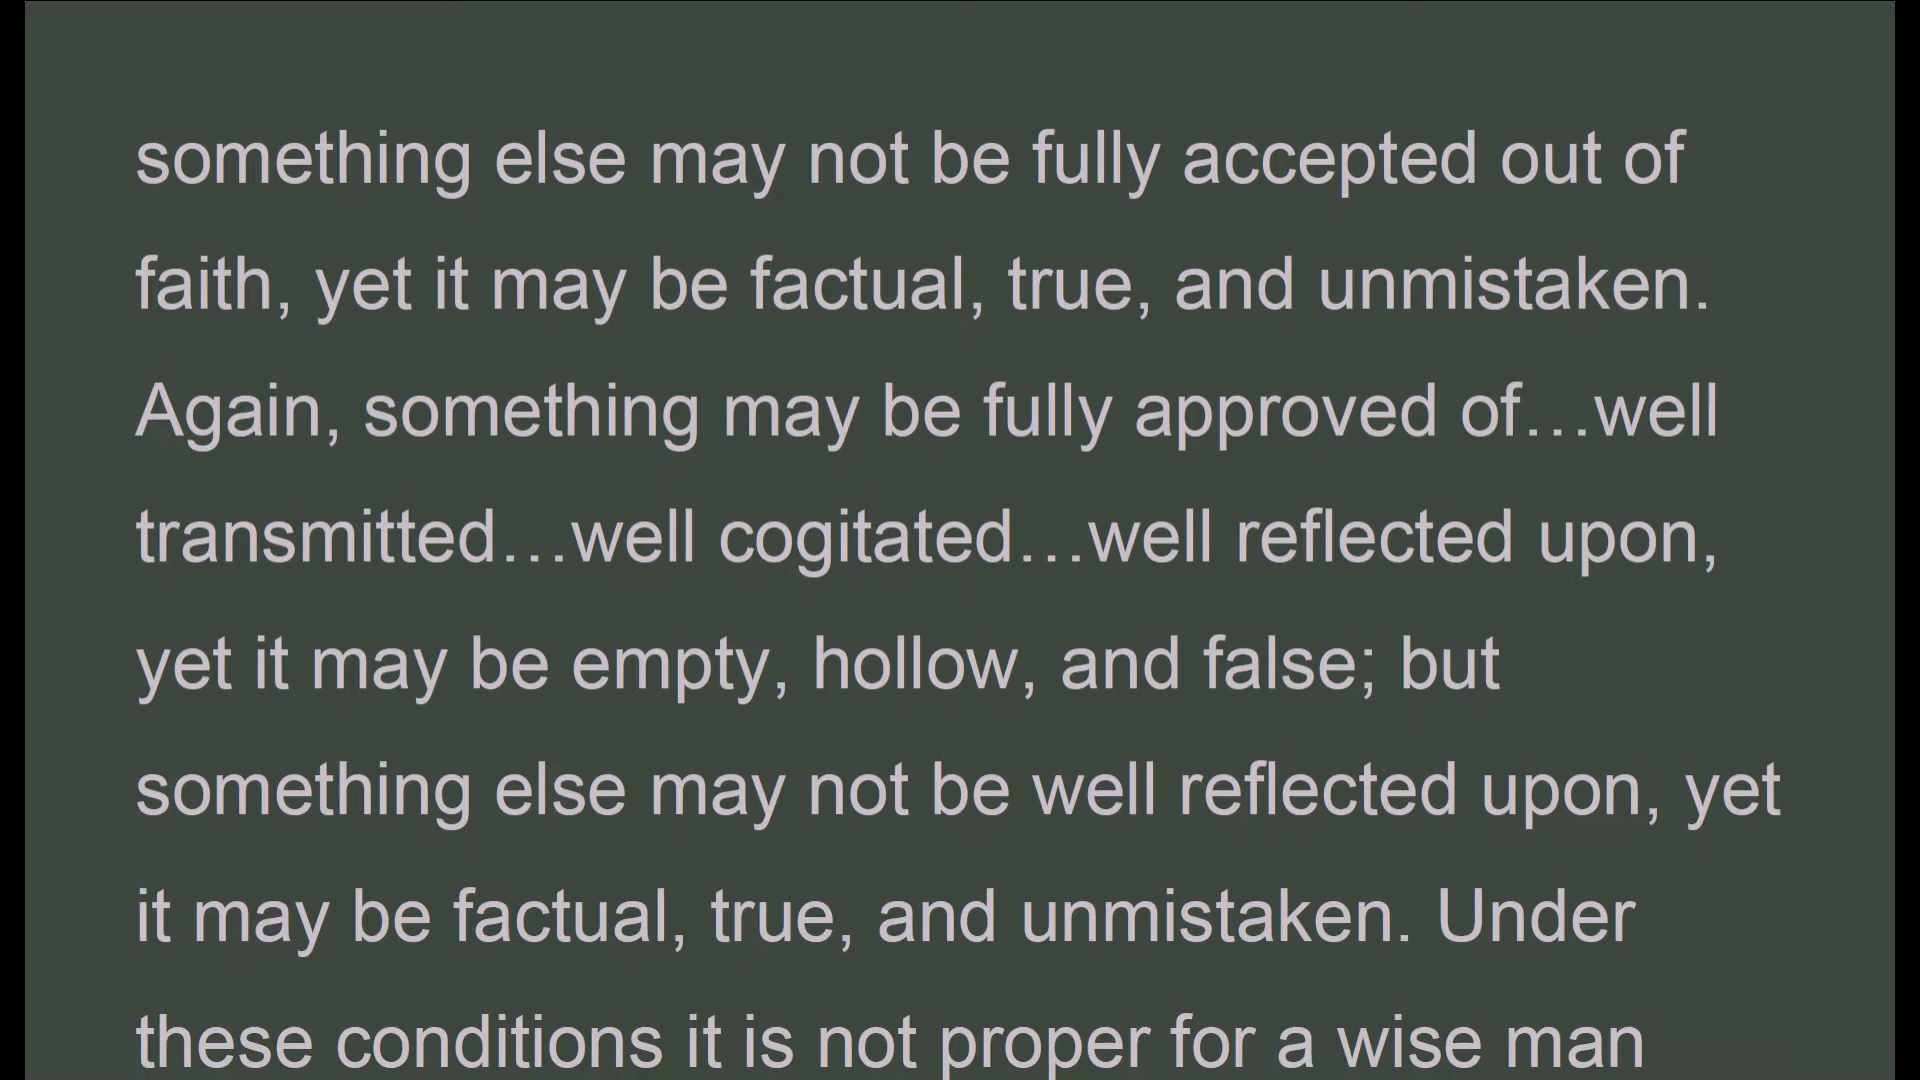 something else may not be fully accepted out of
faith, yet it may be factual, true, and unmistaken.
Again, something may be fully approved of…well
transmitted…well cogitated…well reflected upon,
yet it may be empty, hollow, and false; but
something else may not be well reflected upon, yet
it may be factual, true, and unmistaken. Under
these conditions it is not proper for a wise man